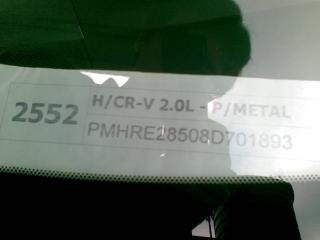 H/CR-V 2.0L - P/METAL
2552
PMHRE28508D701893